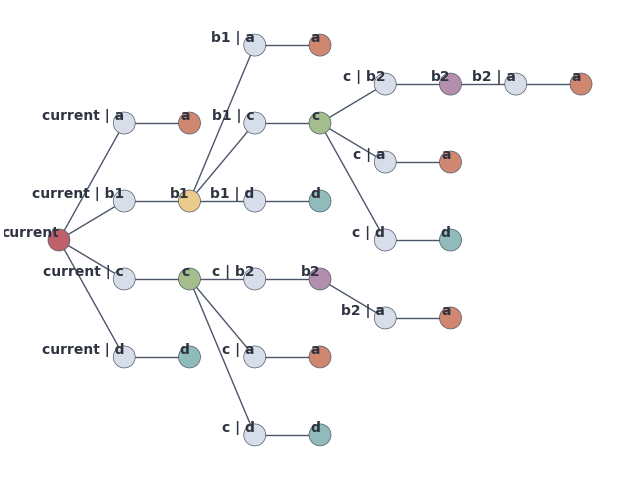 b1 | a a
c | b2 b2 b2 | a a
current | a a b1 | c c
c | a a
current | b1 b1 b1 | d d
current c | d d
current | c c c | b2 b2
b2 | a a
current | d d c | a a
c | d d